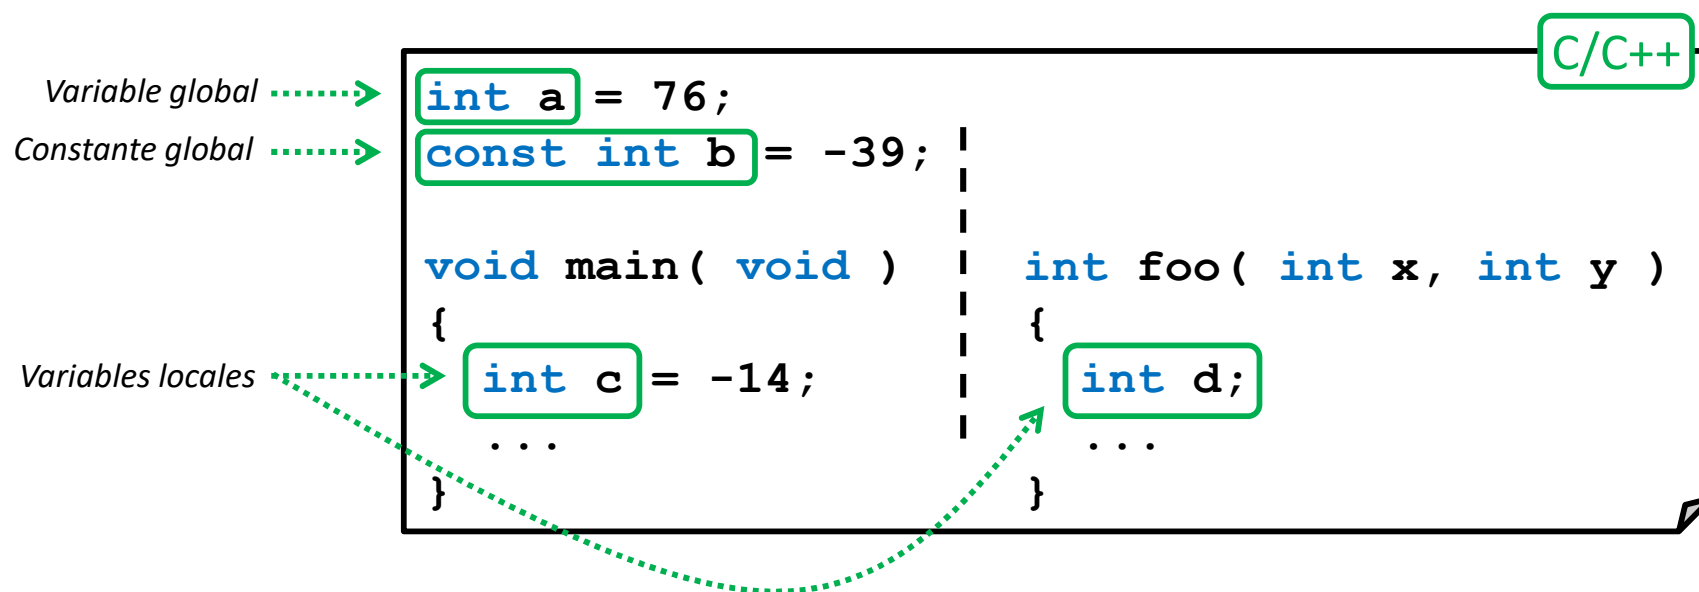 C/C++
Variable global
int a = 76;
Constante global
const int b = -39;
void main( void )
{
Variables locales
int c = -14;
...
}
int foo( int x, int y )
{
int d;
...
}